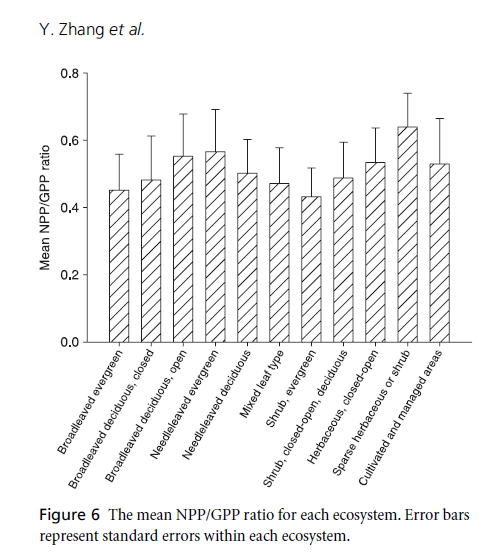 Y. Zhang et al.
0.8
0.6
0.4
0.2
0.0
Mean NPP/GPP ratio
Broadleaved evergreen
Broadleaved deciduous, closed
Broadleaved deciduous, open
Needleleaved evergreen
Needleleaved deciduous
Mixed leaf type
Shrub, evergreen
Shrub, closed-open, deciduous
Herbaceous, closed-open
Sparse herbaceous or shrub
Cultivated and managed areas
Figure 6 The mean NPP/GPP ratio for each ecosystem. Error bars
represent standard errors within each ecosystem.